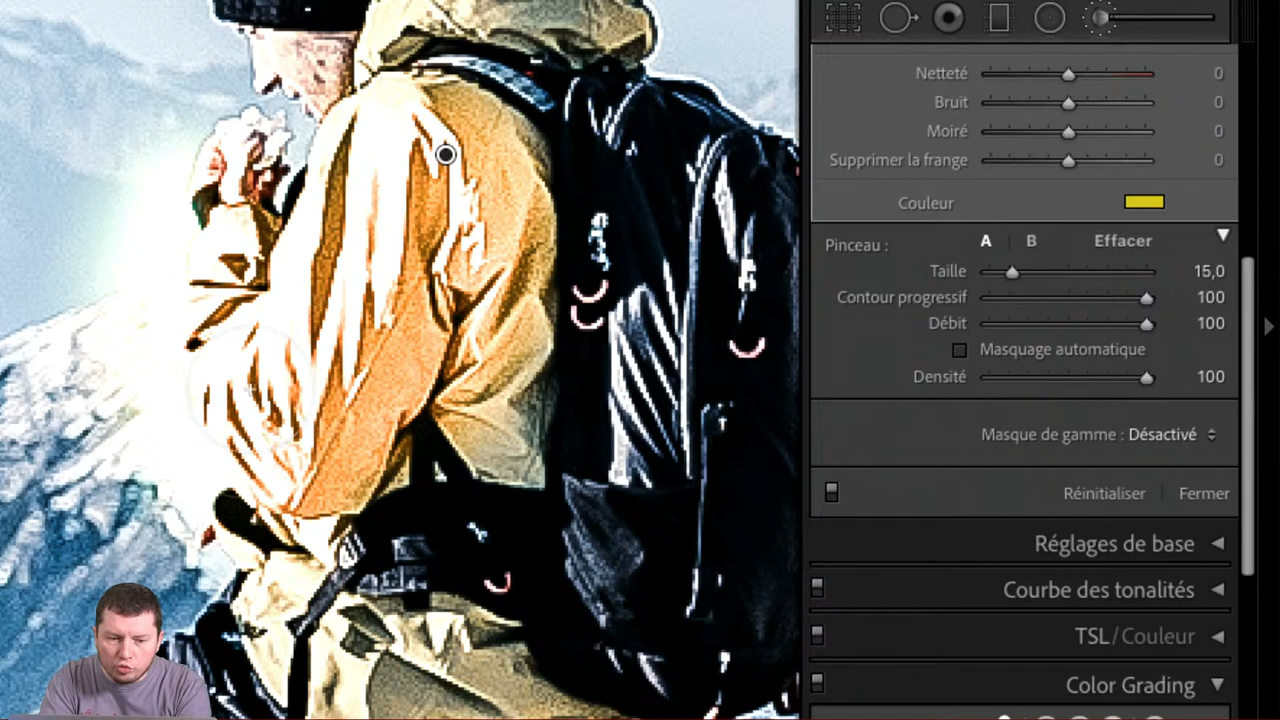 Netteté 0
Bruit 0
Moiré 0
Supprimer la frange 0
Couleur
Pinceau : A B Effacer
Taille 15,0
Contour progressif 100
Débit 100
Masquage automatique
Densité 100
Masque de gamme : Désactivé
Réinitialiser Fermer
Réglages de base
Courbe des tonalités
TSL / Couleur
Color Grading